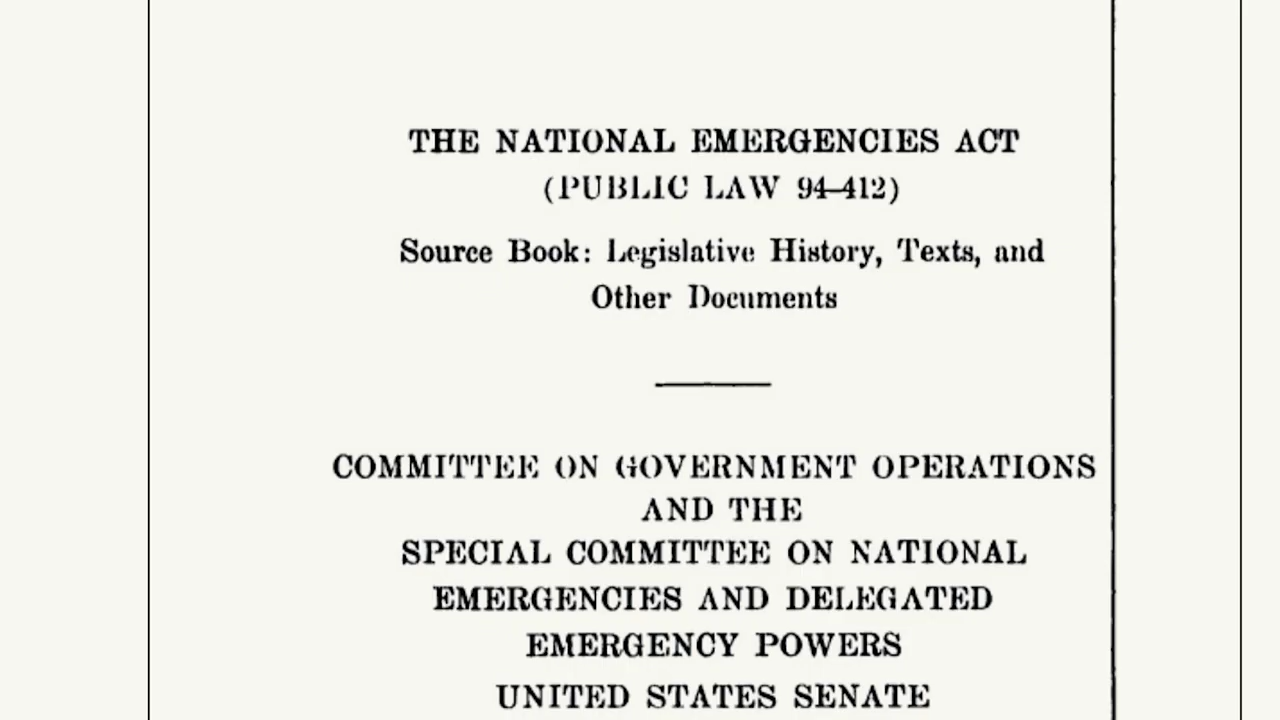 THE NATIONAL EMERGENCIES ACT
(PUBLIC LAW 94–412)
Source Book: Legislative History, Texts, and
Other Documents
COMMITTEE ON GOVERNMENT OPERATIONS
AND THE
SPECIAL COMMITTEE ON NATIONAL
EMERGENCIES AND DELEGATED
EMERGENCY POWERS
UNITED STATES SENATE